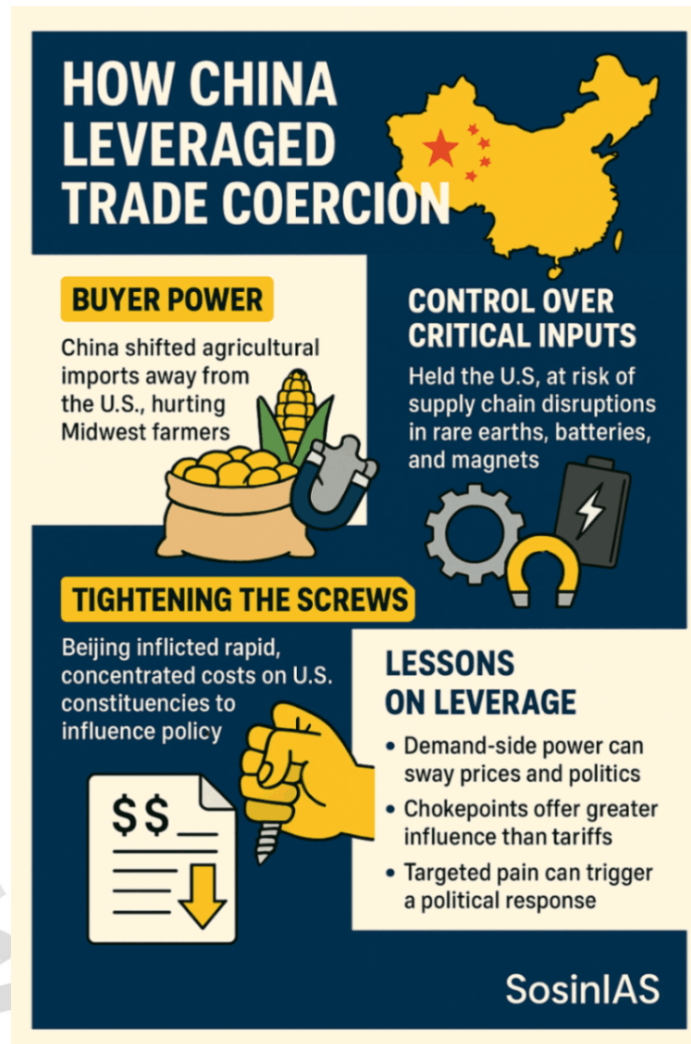 HOW CHINA
LEVERAGED
TRADE COERCION
BUYER POWER
China shifted agricultural
imports away from
the U.S., hurting
Midwest farmers
CONTROL OVER
CRITICAL INPUTS
Held the U.S, at risk of
supply chain disruptions
in rare earths, batteries,
and magnets
TIGHTENING THE SCREWS
Beijing inflicted rapid,
concentrated costs on U.S.
constituencies to
influence policy
$$
LESSONS
ON LEVERAGE
• Demand-side power can
sway prices and politics
• Chokepoints offer greater
influence than tariffs
• Targeted pain can trigger
a political response
SosinIAS